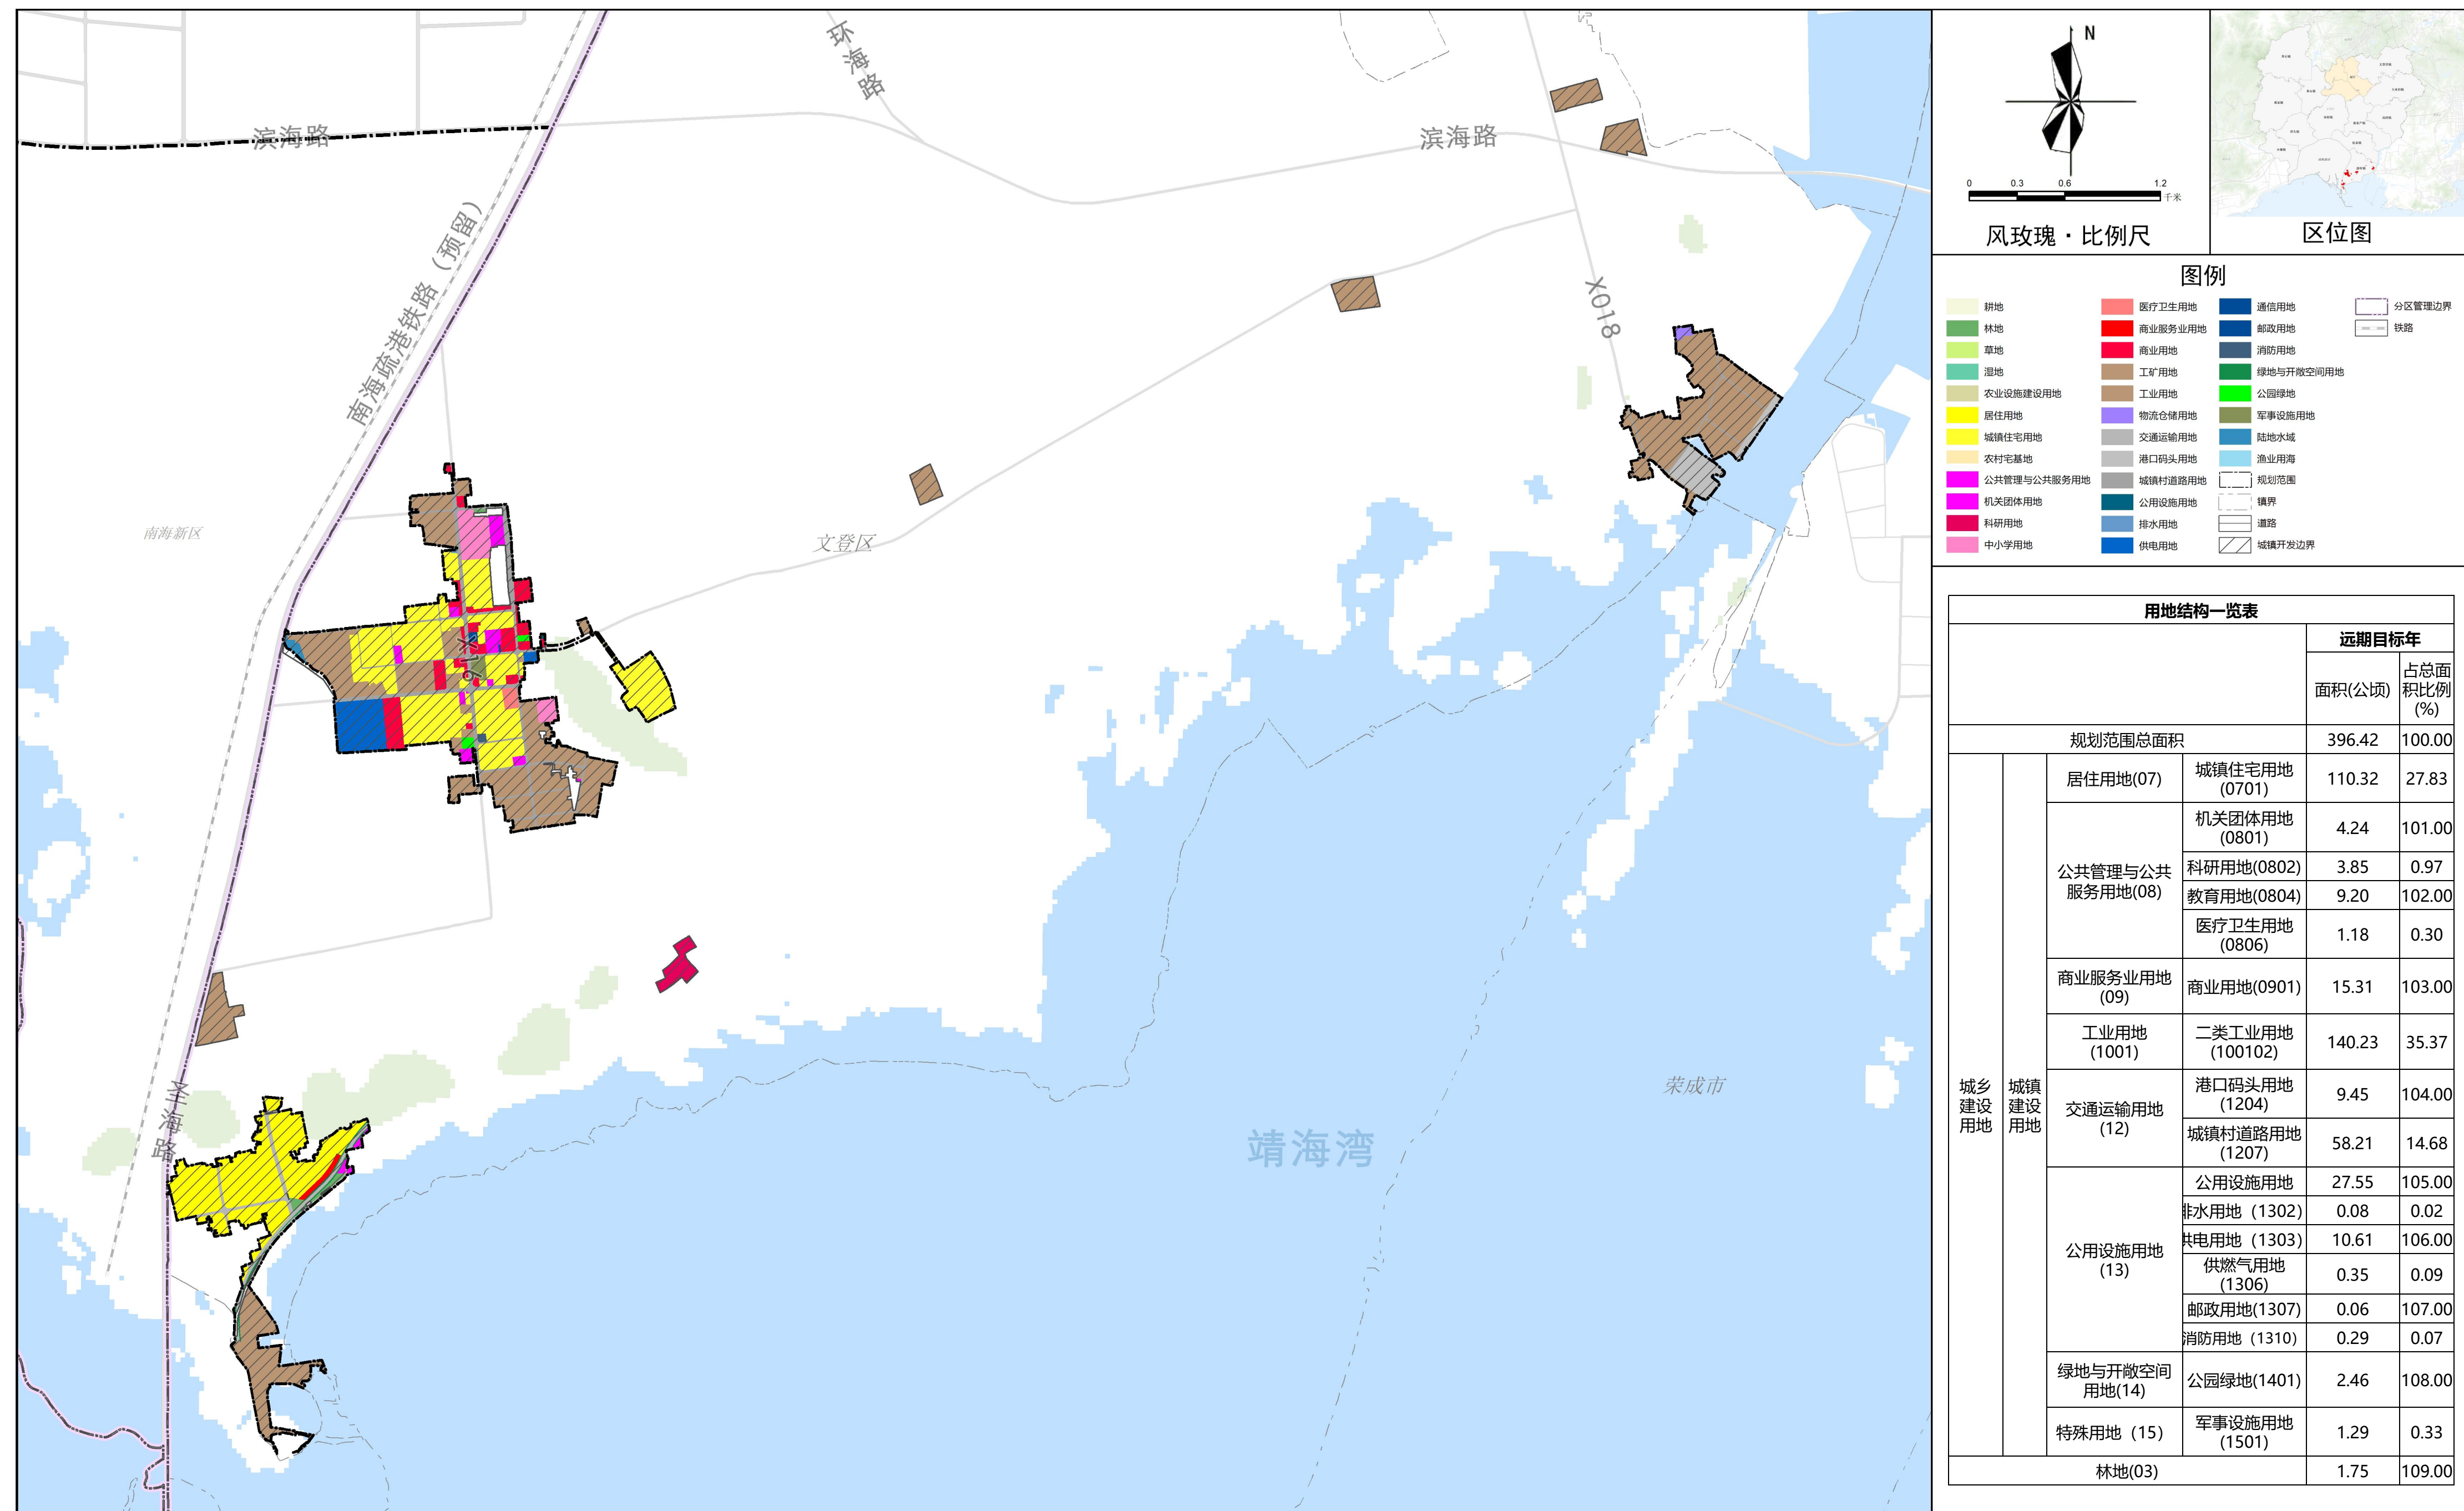 环海路
滨海路
滨海路
南海疏港铁路（预留）
X018
南海新区
文登区
X16
圣海路
荣成市
靖海湾
N
0 0.3 0.6 1.2
千米
风玫瑰·比例尺
区位图
图例
耕地
林地
草地
湿地
农业设施建设用地
居住用地
城镇住宅用地
农村宅基地
公共管理与公共服务用地
机关团体用地
科研用地
中小学用地
医疗卫生用地
商业服务业用地
商业用地
工矿用地
工业用地
物流仓储用地
交通运输用地
港口码头用地
城镇村道路用地
公用设施用地
排水用地
供电用地
通信用地
邮政用地
消防用地
绿地与开敞空间用地
公园绿地
军事设施用地
陆地水域
渔业用海
规划范围
镇界
道路
城镇开发边界
分区管理边界
铁路
用地结构一览表
远期目标年
面积(公顷)
占总面
积比例
(%)
规划范围总面积 396.42 100.00
城乡
建设
用地
城镇
建设
用地
居住用地(07)
城镇住宅用地
(0701)
110.32 27.83
公共管理与公共
服务用地(08)
机关团体用地
(0801)
4.24 101.00
科研用地(0802) 3.85 0.97
教育用地(0804) 9.20 102.00
医疗卫生用地
(0806)
1.18 0.30
商业服务业用地
(09)
商业用地(0901) 15.31 103.00
工业用地
(1001)
二类工业用地
(100102)
140.23 35.37
交通运输用地
(12)
港口码头用地
(1204)
9.45 104.00
城镇村道路用地
(1207)
58.21 14.68
公用设施用地
(13)
公用设施用地 27.55 105.00
排水用地（1302） 0.08 0.02
供电用地（1303） 10.61 106.00
供燃气用地
(1306)
0.35 0.09
邮政用地(1307) 0.06 107.00
消防用地（1310） 0.29 0.07
绿地与开敞空间
用地(14)
公园绿地(1401) 2.46 108.00
特殊用地（15）
军事设施用地
(1501)
1.29 0.33
林地(03) 1.75 109.00